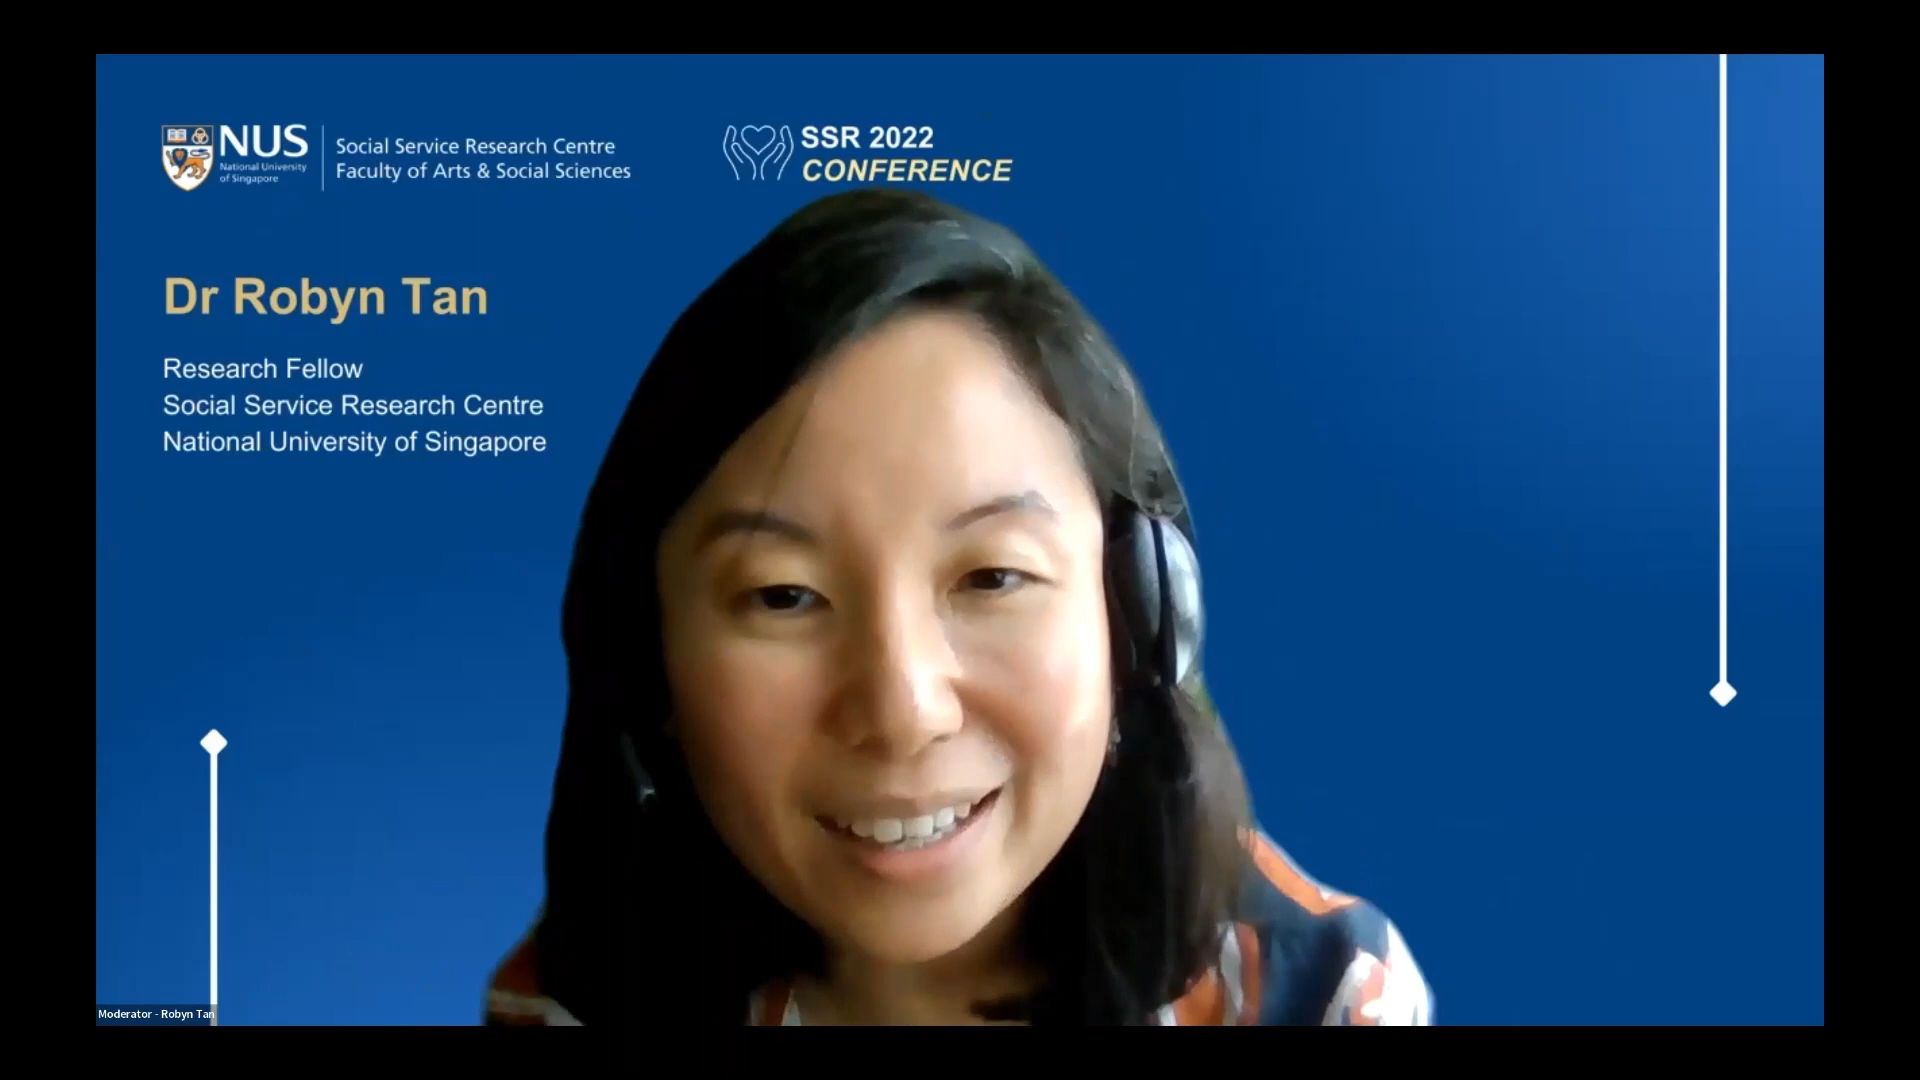 NUS
National University
of Singapore
Social Service Research Centre
Faculty of Arts & Social Sciences
SSR 2022
CONFERENCE
Dr Robyn Tan
Research Fellow
Social Service Research Centre
National University of Singapore
Moderator - Robyn Tan